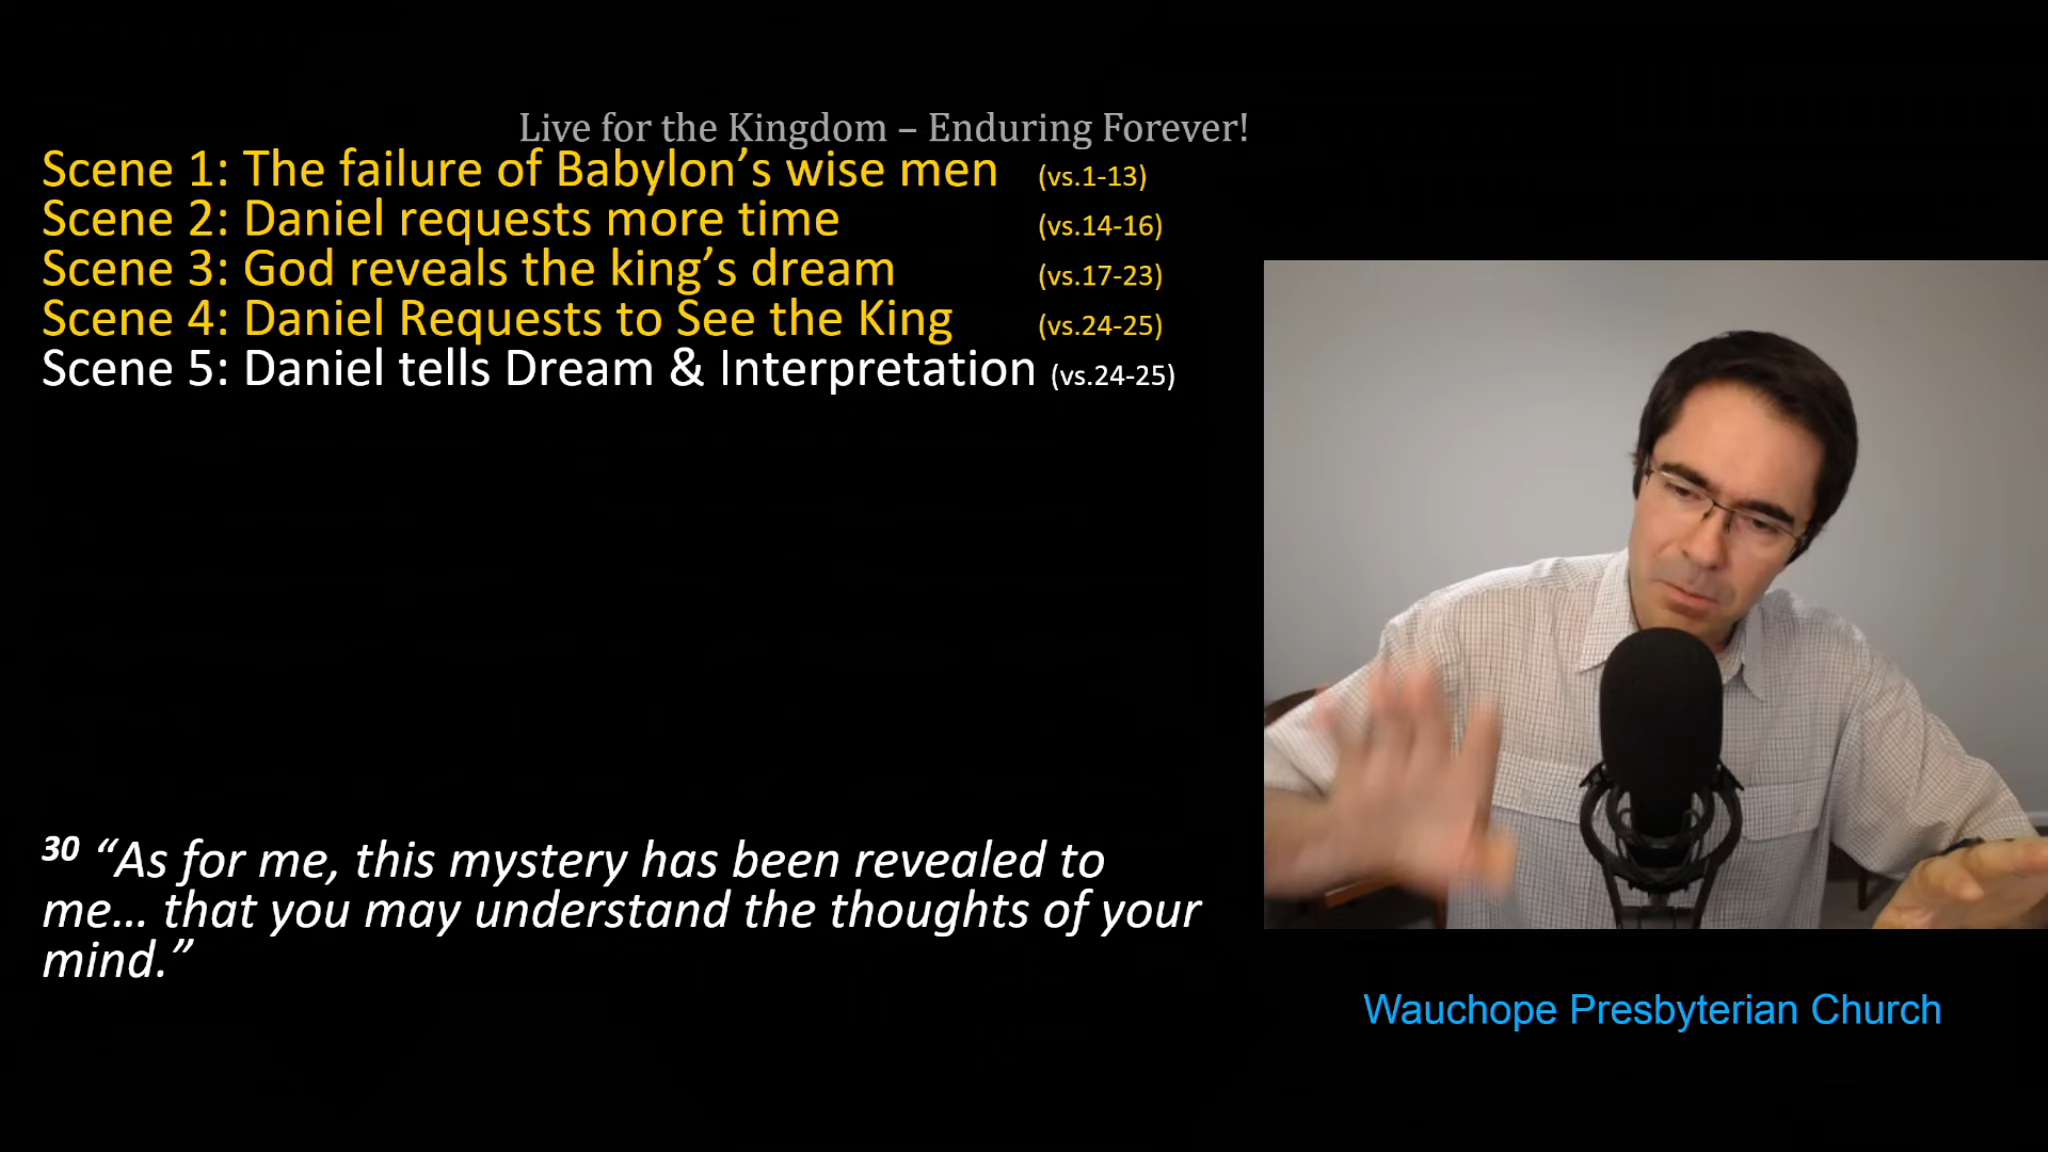 Live for the Kingdom – Enduring Forever!
Scene 1: The failure of Babylon’s wise men (vs.1-13)
Scene 2: Daniel requests more time (vs.14-16)
Scene 3: God reveals the king’s dream (vs.17-23)
Scene 4: Daniel Requests to See the King (vs.24-25)
Scene 5: Daniel tells Dream & Interpretation (vs.24-25)
30 “As for me, this mystery has been revealed to
me... that you may understand the thoughts of your
mind.”
Wauchope Presbyterian Church